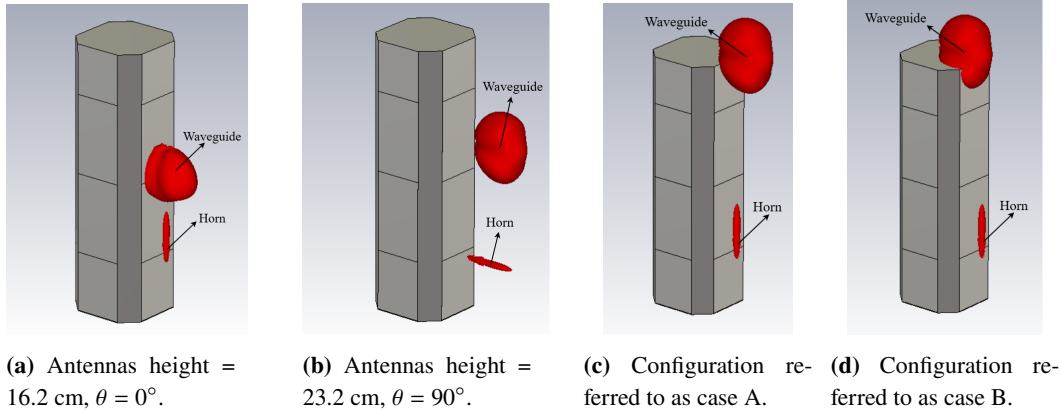 Waveguide
Horn
Waveguide
Horn
Waveguide
Horn
Waveguide
Horn
(a) Antennas height =
16.2 cm, θ = 0°.
(b) Antennas height =
23.2 cm, θ = 90°.
(c) Configuration re-
ferred to as case A.
(d) Configuration re-
ferred to as case B.